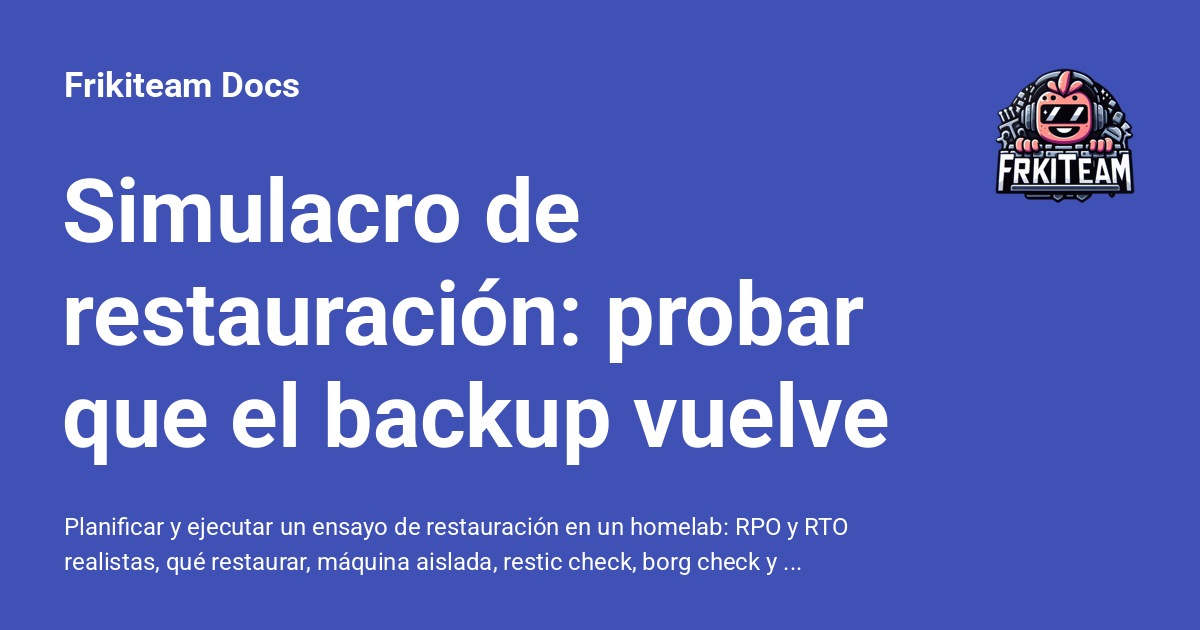 Frikiteam Docs
FRKITEAM
Simulacro de
restauración: probar
que el backup vuelve
Planificar y ejecutar un ensayo de restauración en un homelab: RPO y RTO
realistas, qué restaurar, máquina aislada, restic check, borg check y ...